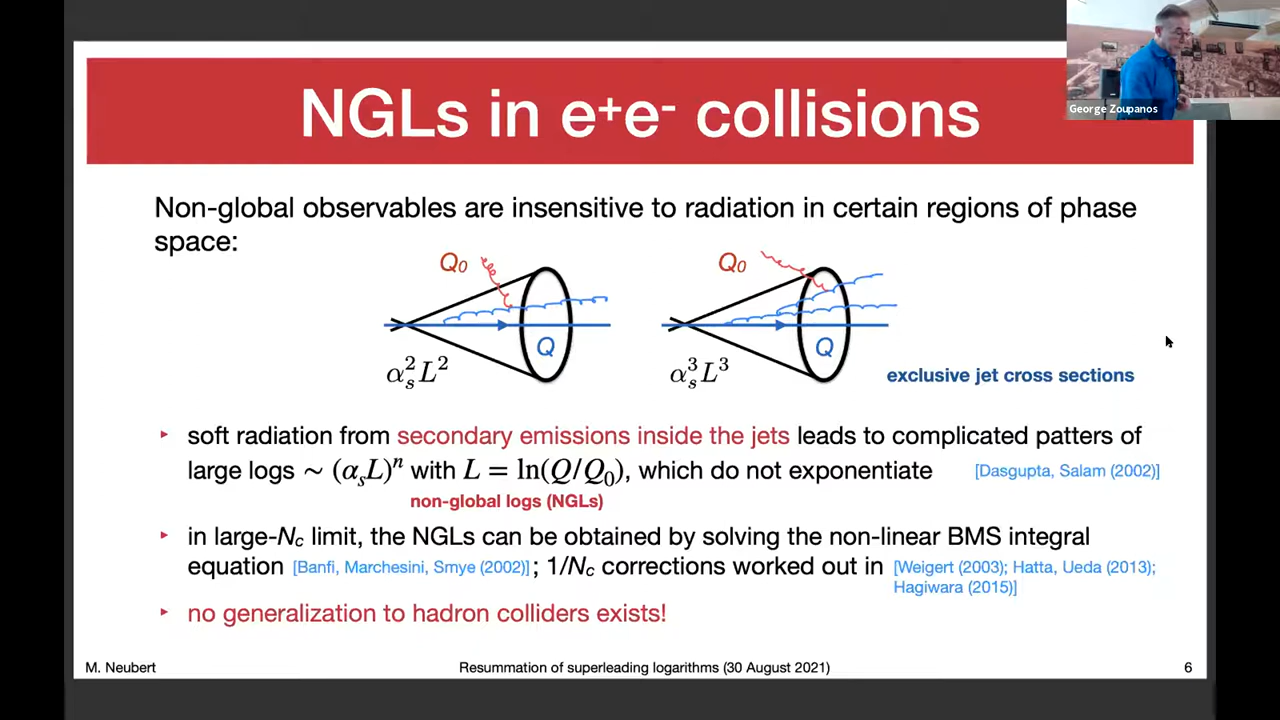 George Zoupanos
NGLs in e⁺e⁻ collisions
Non-global observables are insensitive to radiation in certain regions of phase
space:
Q₀
Q₀
Q
Q
αₛ²L²
αₛ³L³
exclusive jet cross sections
‣ soft radiation from secondary emissions inside the jets leads to complicated patters of
large logs ∼ (αₛL)ⁿ with L = ln(Q/Q₀), which do not exponentiate [Dasgupta, Salam (2002)]
non-global logs (NGLs)
‣ in large-N𝑐 limit, the NGLs can be obtained by solving the non-linear BMS integral
equation [Banfi, Marchesini, Smye (2002)]; 1/N𝑐 corrections worked out in [Weigert (2003); Hatta, Ueda (2013);
Hagiwara (2015)]
‣ no generalization to hadron colliders exists!
M. Neubert Resummation of superleading logarithms (30 August 2021) 6